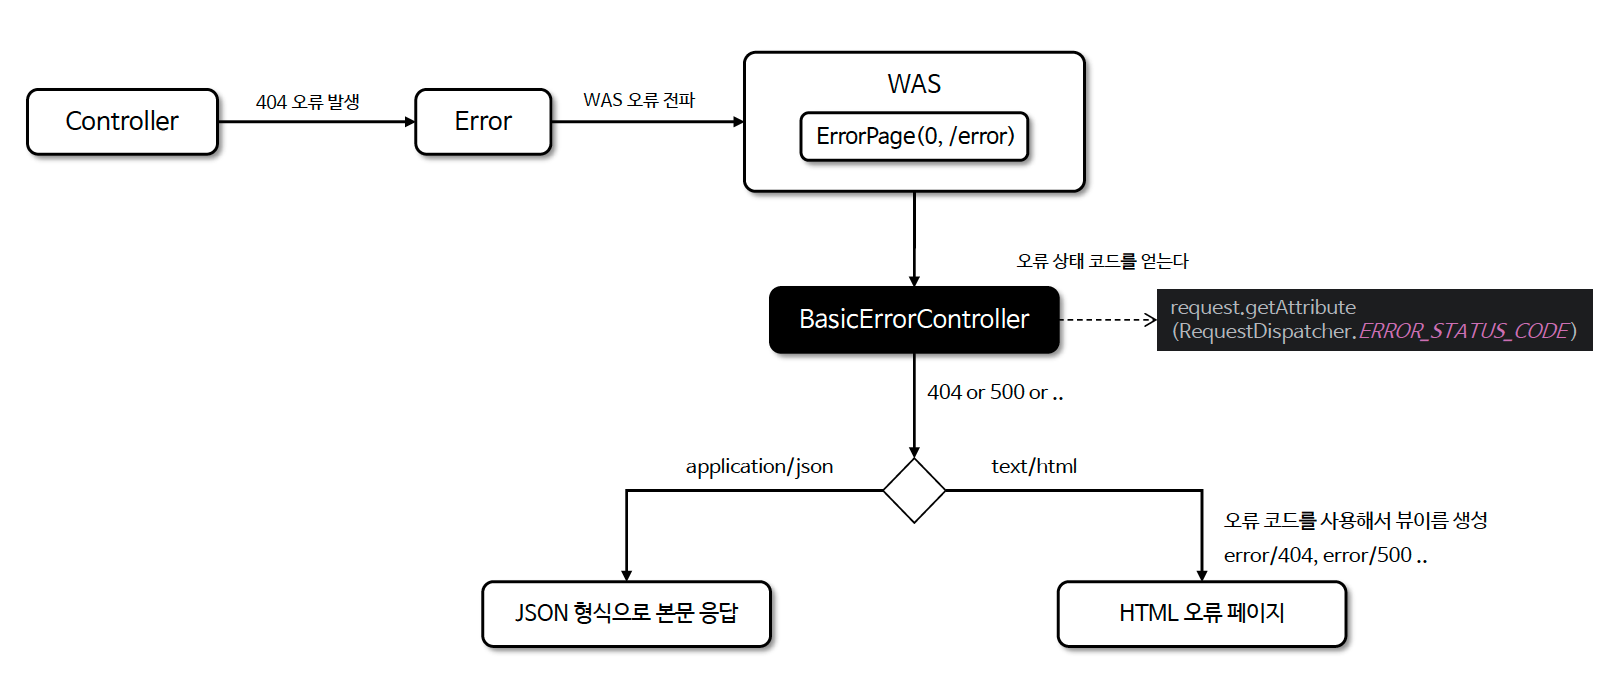 Controller
404 오류 발생
Error
WAS 오류 전파
WAS
ErrorPage(0, /error)
오류 상태 코드를 얻는다
BasicErrorController
request.getAttribute
(RequestDispatcher.ERROR_STATUS_CODE)
404 or 500 or ..
application/json
text/html
오류 코드를 사용해서 뷰이름 생성
error/404, error/500 ..
JSON 형식으로 본문 응답
HTML 오류 페이지